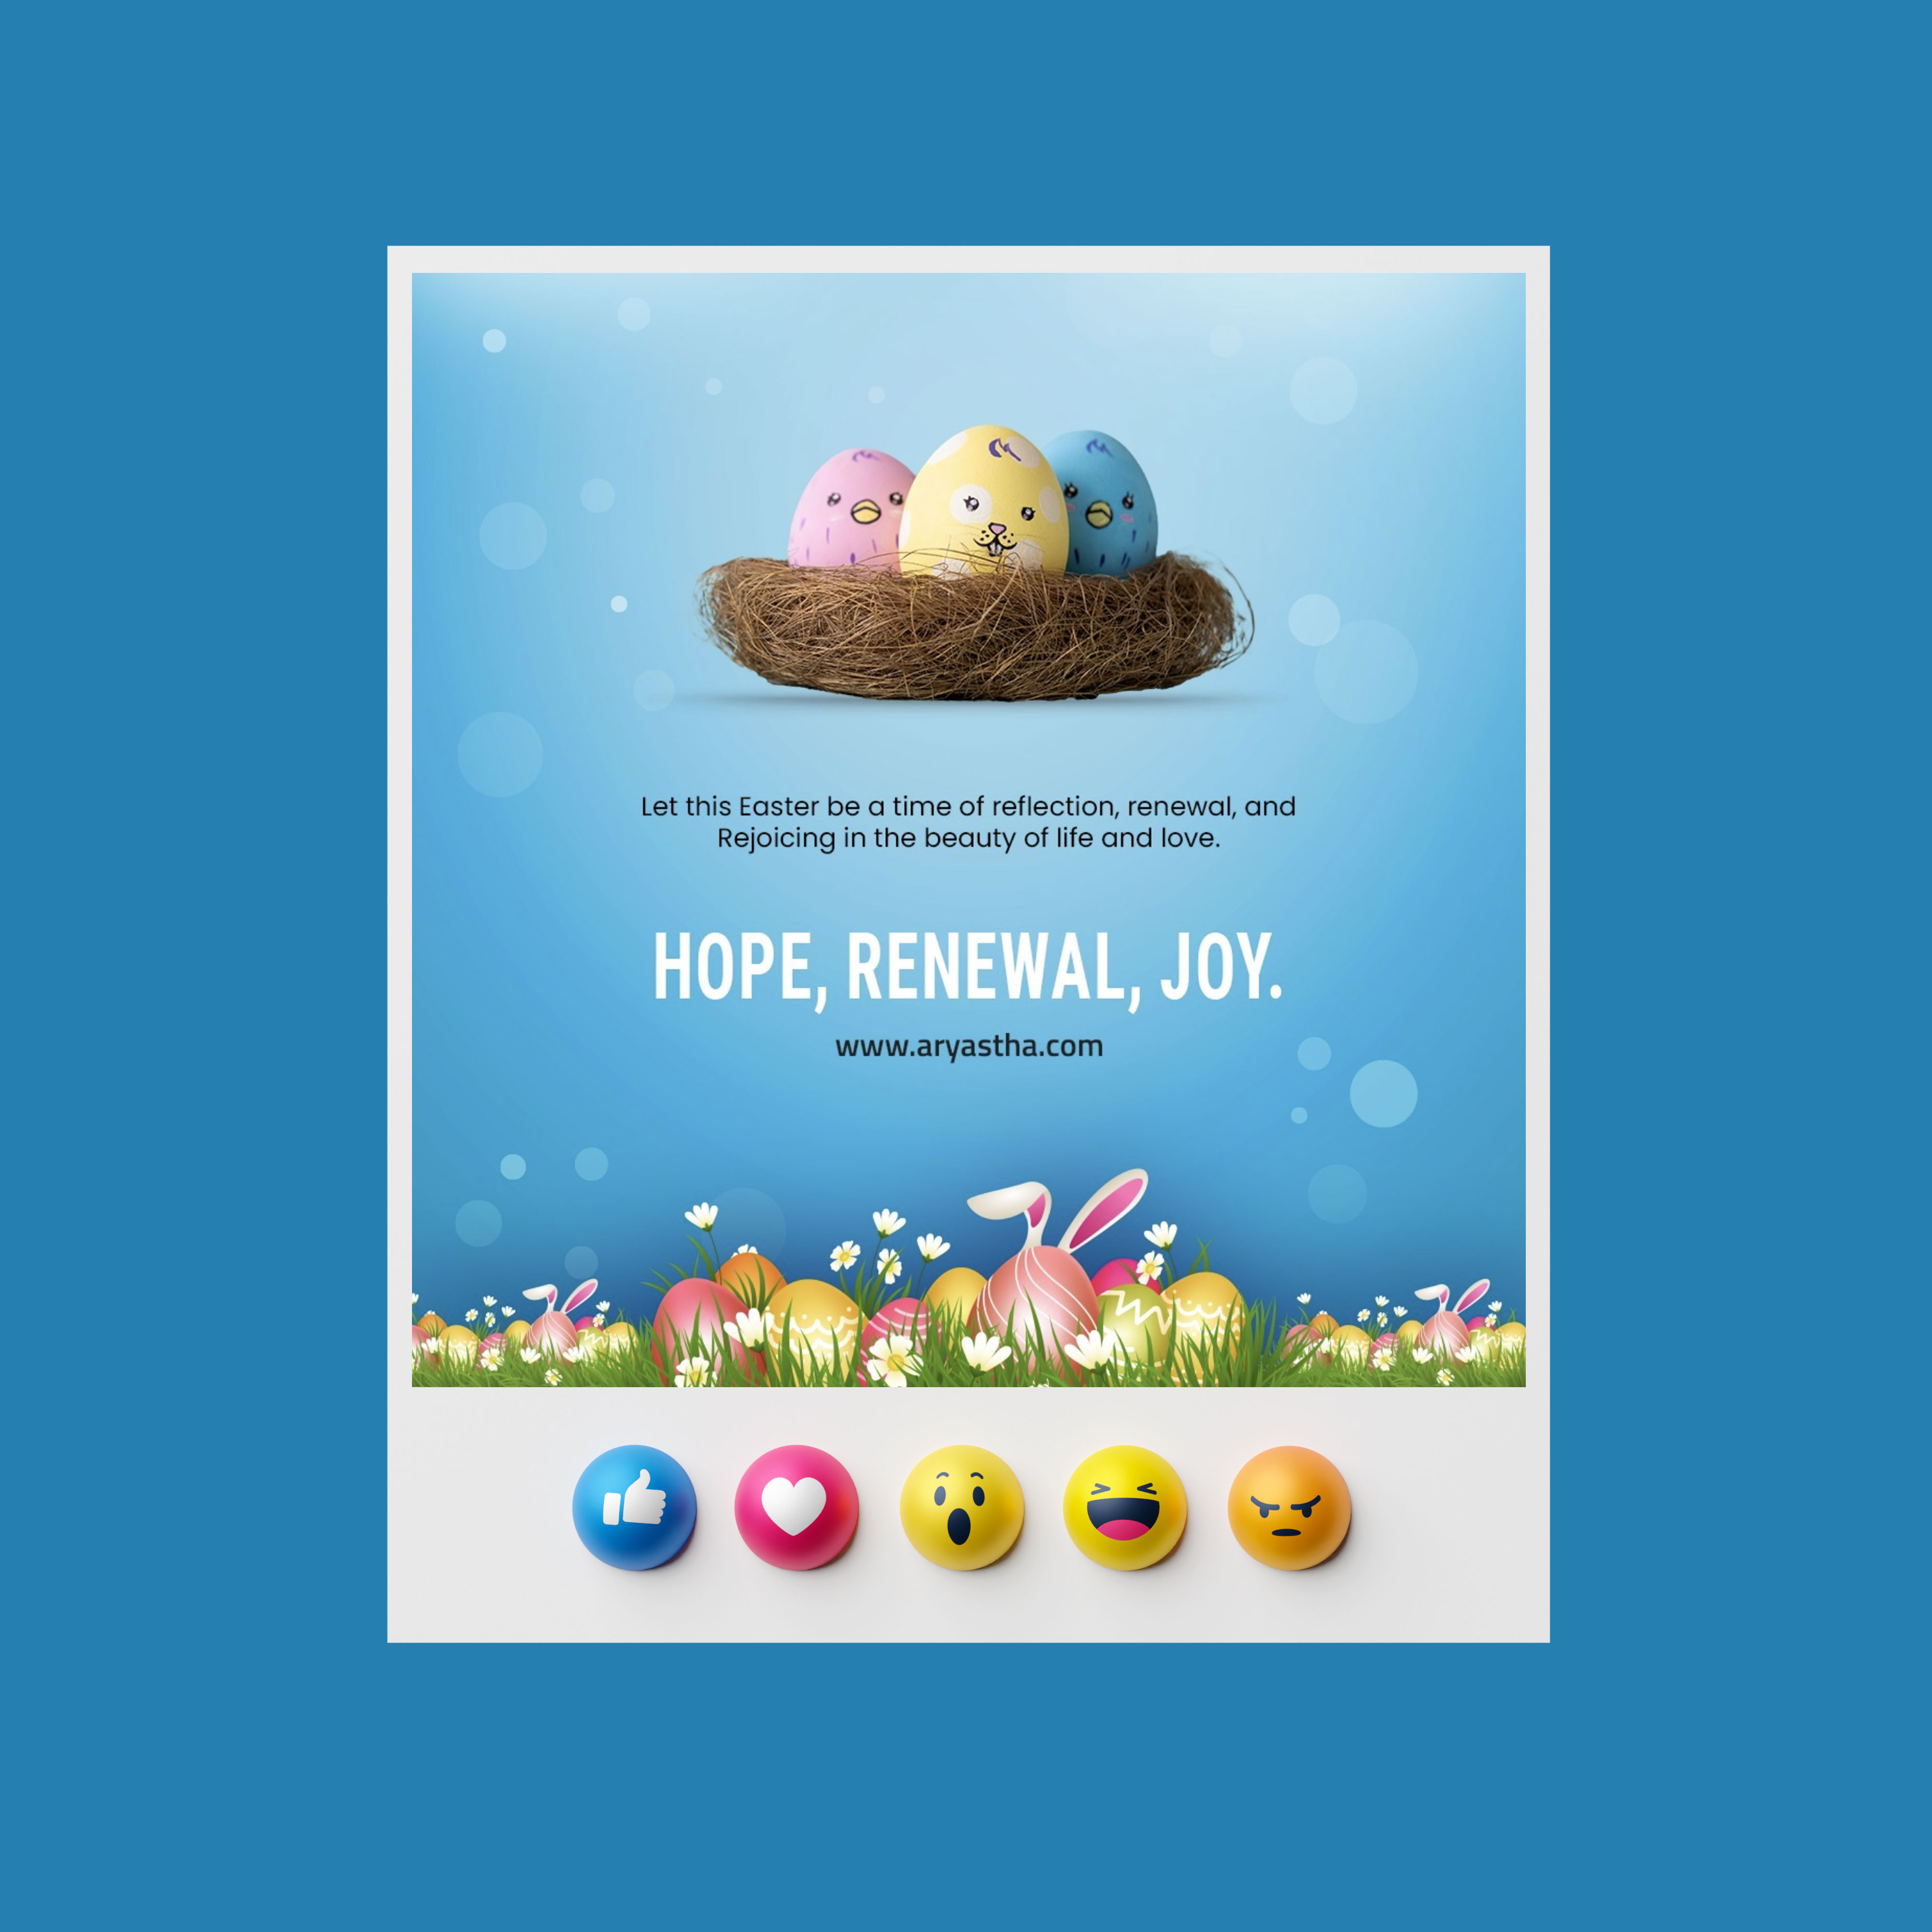 Let this Easter be a time of reflection, renewal, and
Rejoicing in the beauty of life and love.
HOPE, RENEWAL, JOY.
www.aryastha.com